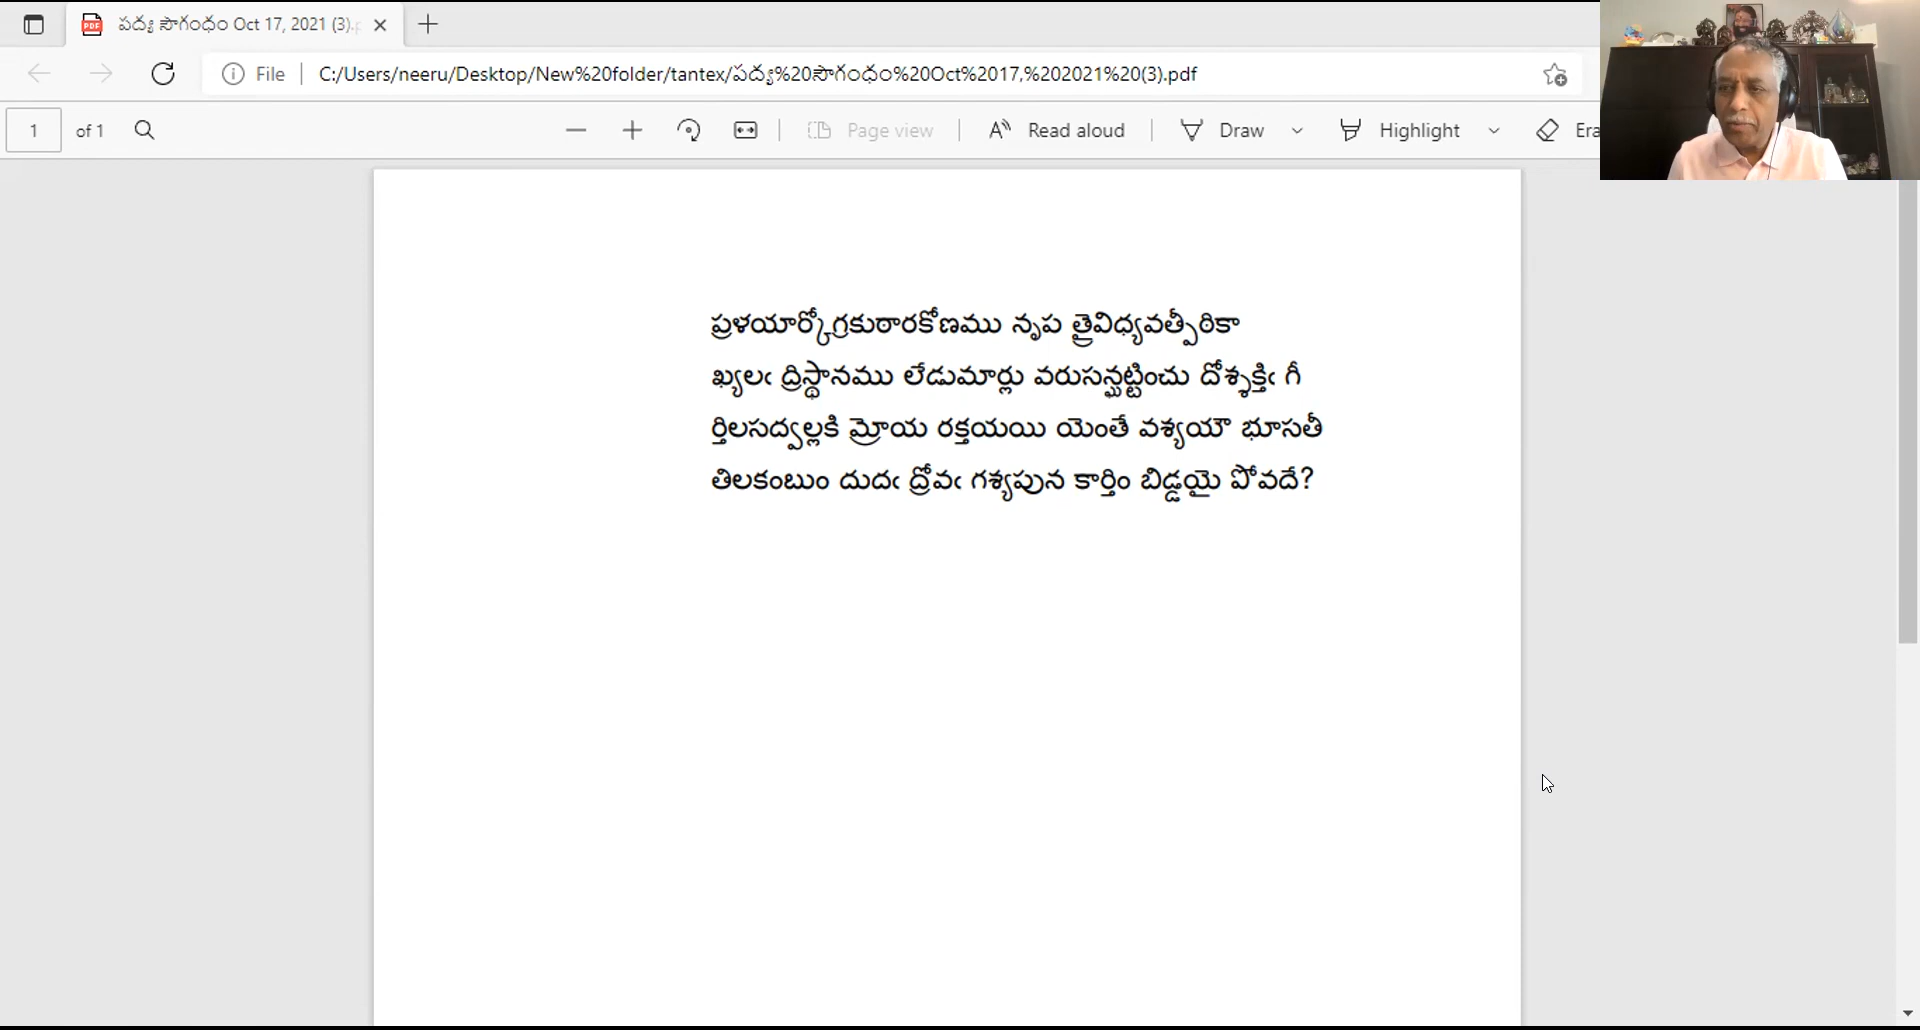 పద్య సౌగంధం Oct 17, 2021 (3).p
File C:/Users/neeru/Desktop/New%20folder/tantex/పద్య%20సౌగంధం%20Oct%2017,%202021%20(3).pdf
1 of 1 Page view Read aloud Draw Highlight Era
ప్రళయార్కోగ్రకుఠారకోణము నృప త్రైవిధ్యవత్పీఠికా
ఖ్యలఁ ద్రిస్థానము లేడుమార్లు వరుసన్ఘట్టించు దోశ్శక్తిఁ గీ
ర్తిలసద్వల్లకి మ్రోయ రక్తయయి యెంతే వశ్యయౌ భూసతీ
తిలకంబుం దుదఁ ద్రోవఁ గశ్యపున కార్తిం బిడ్డయై పోవదే?